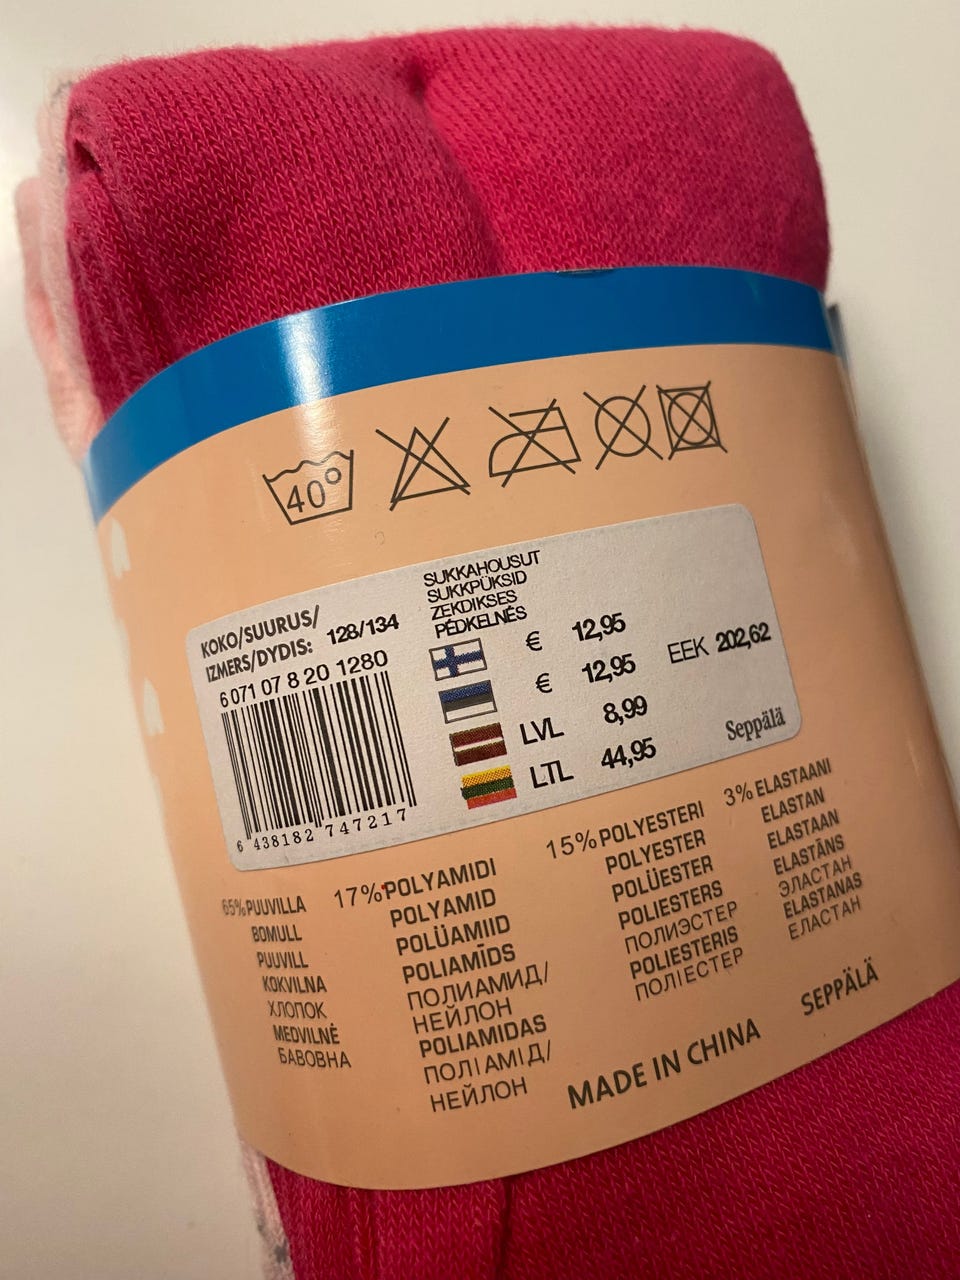 40°
KOKO/SUURUS/
IZMERS/DYDIS: 128/134
6 071 07 8 20 1280
6 438182 747217
SUKKAHOUSUT
SUKKPÜKSID
ZEKDIKSES
PĖDKELNĖS
€ 12,95
€ 12,95 EEK 202,62
LVL 8,99
LTL 44,95
Seppälä
65% PUUVILLA
BOMULL
PUUVILL
KOKVILNA
ХЛОПОК
MEDVILNĖ
БАВОВНА
17% POLYAMIDI
POLYAMID
POLÜAMIID
POLIAMĪDS
ПОЛИАМИД/
НЕЙЛОН
POLIAMIDAS
ПОЛІАМІД/
НЕЙЛОН
15% POLYESTERI
POLYESTER
POLÜESTER
POLIESTERS
ПОЛИЭСТЕР
POLIESTERIS
ПОЛІЕСТЕР
3% ELASTAANI
ELASTAN
ELASTAAN
ELASTĀNS
ЭЛАСТАН
ELASTANAS
ЕЛАСТАН
MADE IN CHINA
SEPPÄLÄ